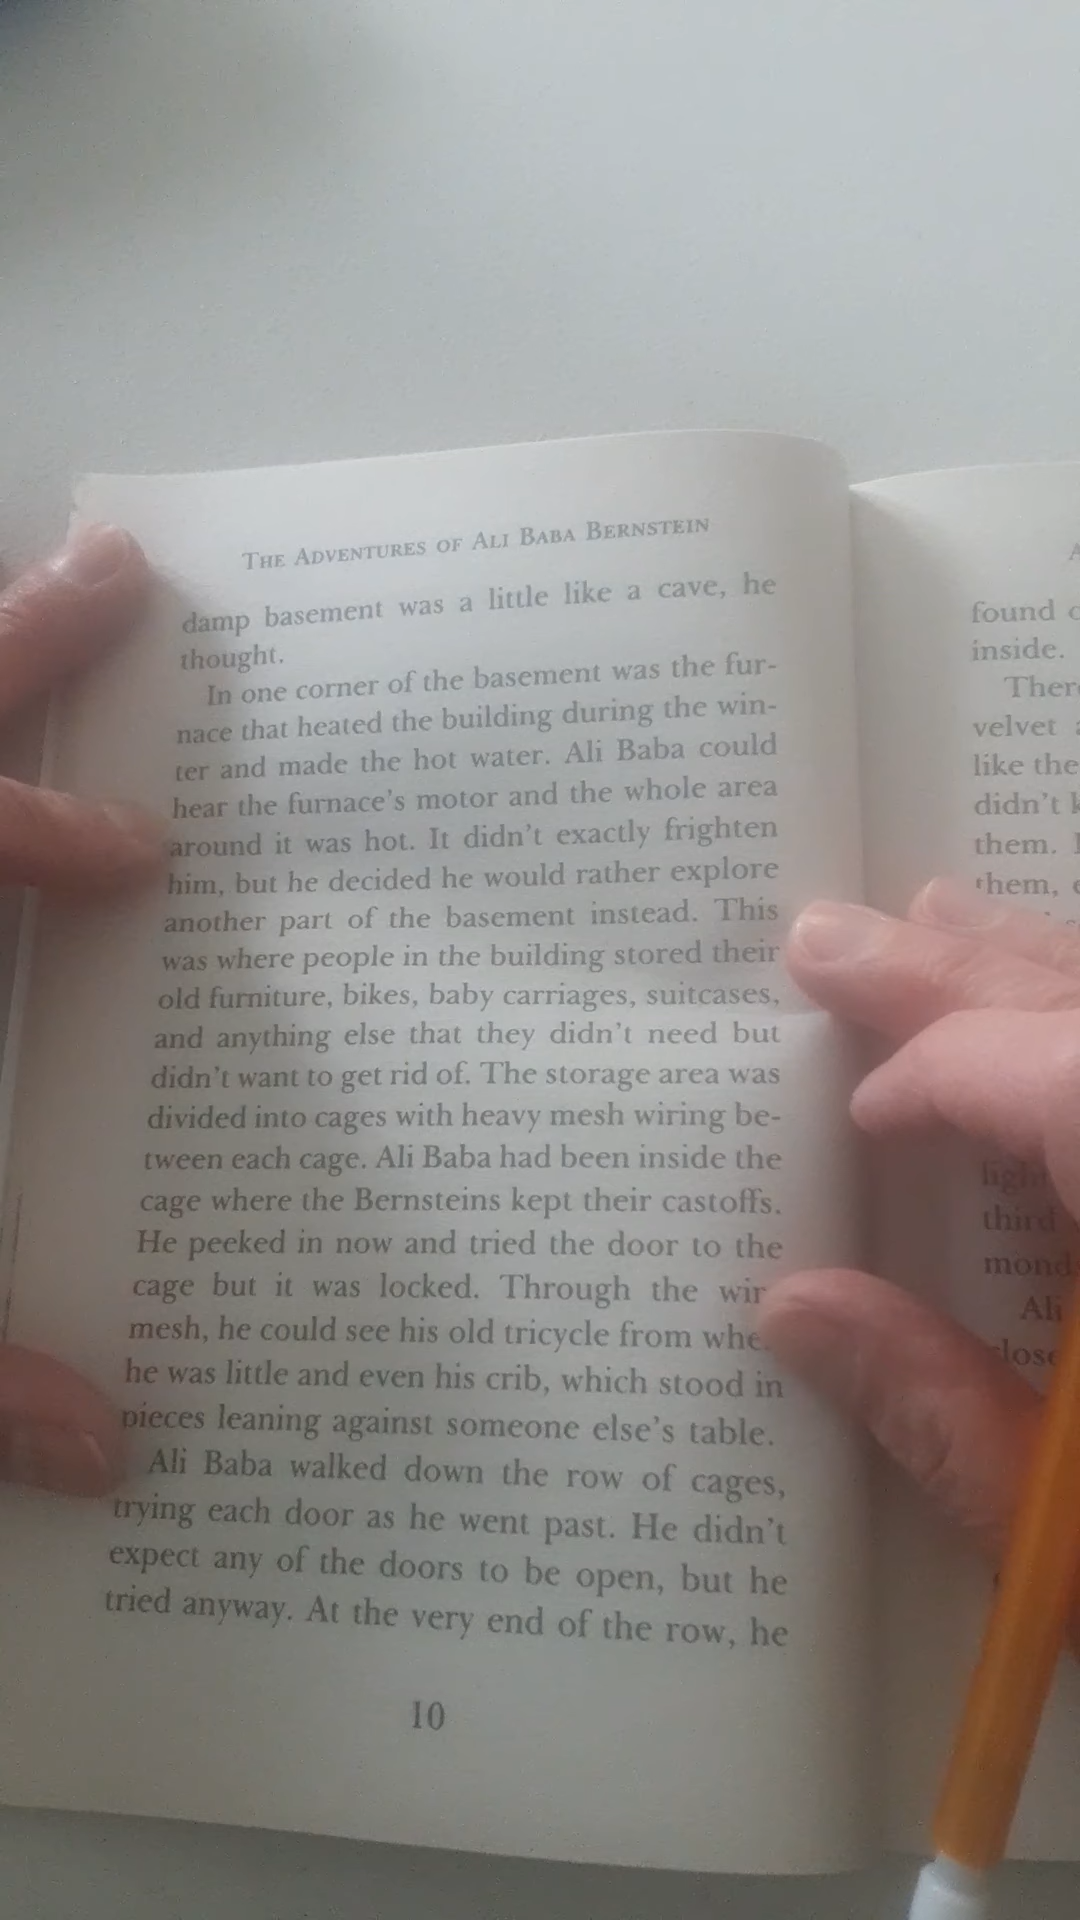 THE ADVENTURES OF ALI BABA BERNSTEIN
damp basement was a little like a cave, he
thought.
In one corner of the basement was the fur-
nace that heated the building during the win-
ter and made the hot water. Ali Baba could
hear the furnace's motor and the whole area
around it was hot. It didn't exactly frighten
him, but he decided he would rather explore
another part of the basement instead. This
was where people in the building stored their
old furniture, bikes, baby carriages, suitcases,
and anything else that they didn't need but
didn't want to get rid of. The storage area was
divided into cages with heavy mesh wiring be-
tween each cage. Ali Baba had been inside the
cage where the Bernsteins kept their castoffs.
He peeked in now and tried the door to the
cage but it was locked. Through the
mesh, he could see his old tricycle from
he was little and even his crib, which stood in
pieces leaning against someone else's table.
Ali Baba walked down the row of cages,
trying each door as he went past. He didn't
expect any of the doors to be open, but he
tried anyway. At the very end of the row, he
10
found
inside.
velvet
like the
didn't
them.
them,
third
Ali